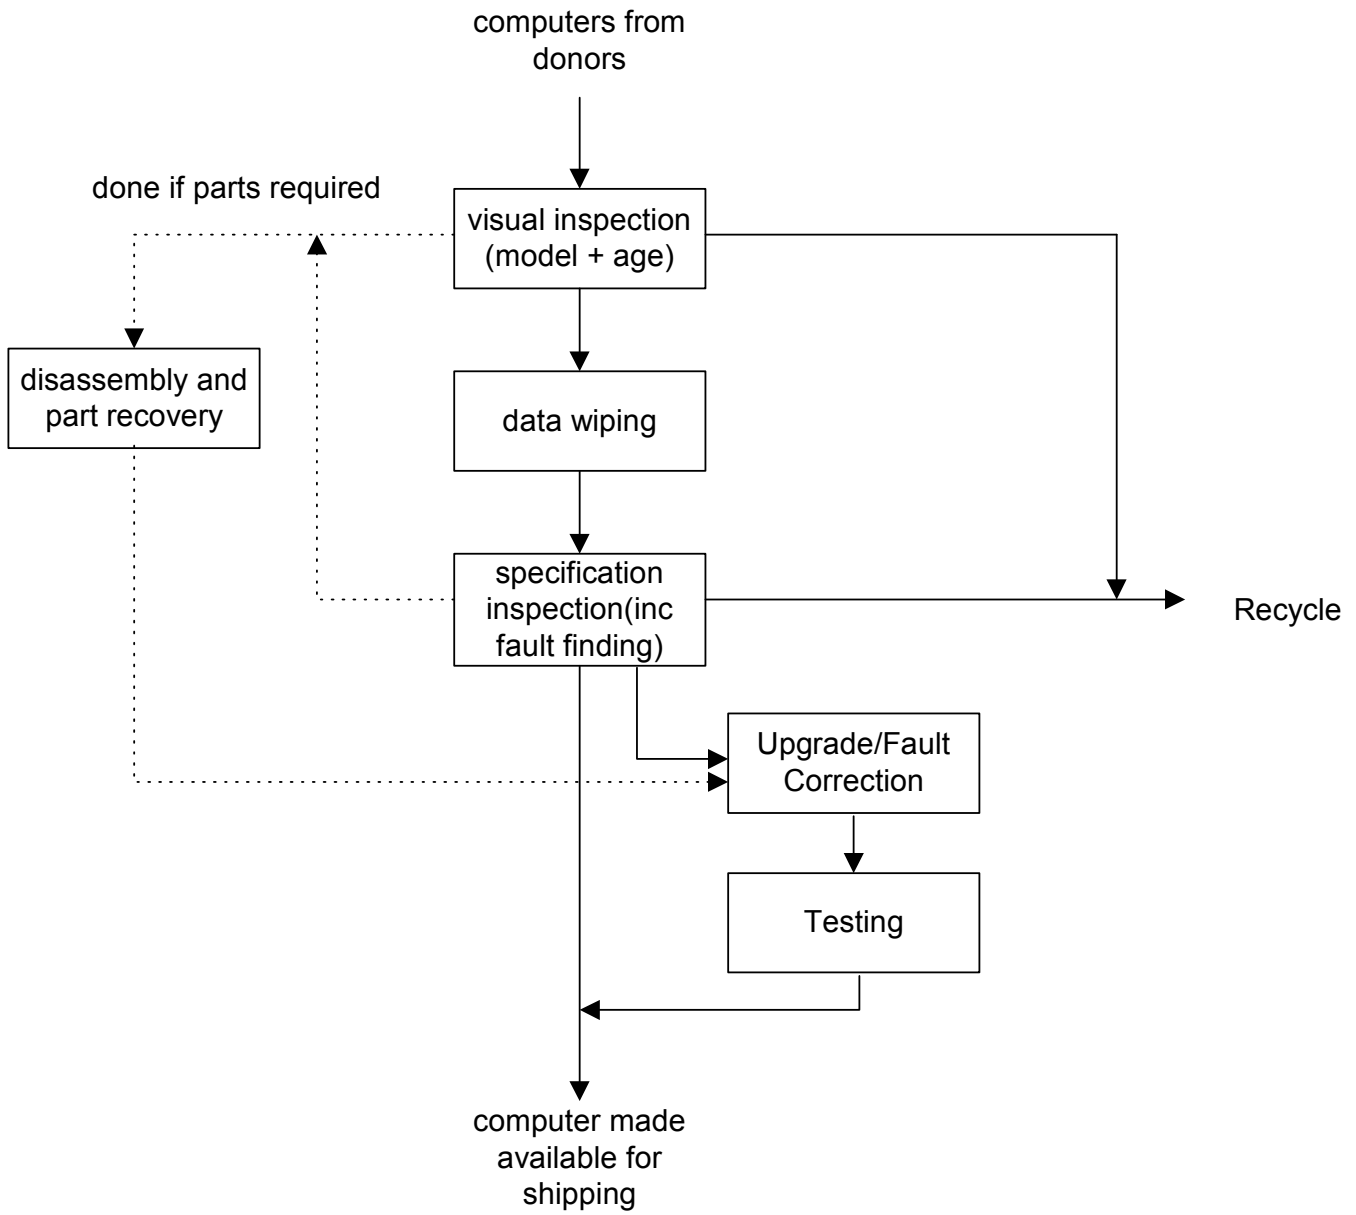 computers from
donors
done if parts required
visual inspection
(model + age)
disassembly and
part recovery
data wiping
specification
inspection(inc
fault finding)
Recycle
Upgrade/Fault
Correction
Testing
computer made
available for
shipping